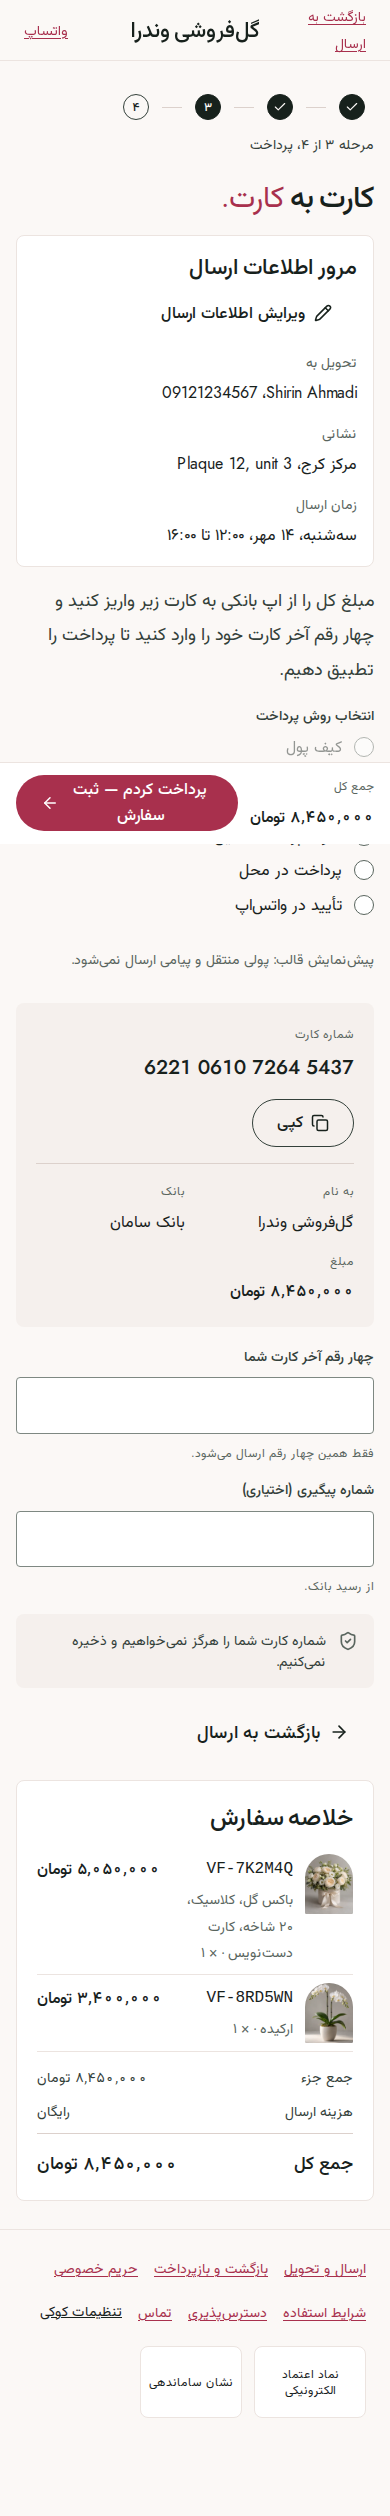 بازگشت به
ارسال
گل‌فروشی وندرا
واتساپ
۳
۴
مرحله ۳ از ۴، پرداخت
کارت به کارت.
مرور اطلاعات ارسال
ویرایش اطلاعات ارسال
تحویل به
Shirin Ahmadi، 09121234567
نشانی
مرکز کرج، Plaque 12, unit 3
زمان ارسال
سه‌شنبه، ۱۴ مهر، ۱۲:۰۰ تا ۱۶:۰۰
مبلغ کل را از اپ بانکی به کارت زیر واریز کنید و
چهار رقم آخر کارت خود را وارد کنید تا پرداخت را
تطبیق دهیم.
انتخاب روش پرداخت
کیف پول
جمع کل
۸,۴۵۰,۰۰۰ تومان
پرداخت کردم — ثبت
سفارش
پرداخت در محل
تأیید در واتس‌اپ
پیش‌نمایش قالب: پولی منتقل و پیامی ارسال نمی‌شود.
شماره کارت
6221 0610 7264 5437
کپی
به نام
گل‌فروشی وندرا
بانک
بانک سامان
مبلغ
۸,۴۵۰,۰۰۰ تومان
چهار رقم آخر کارت شما
فقط همین چهار رقم ارسال می‌شود.
شماره پیگیری (اختیاری)
از رسید بانک.
شماره کارت شما را هرگز نمی‌خواهیم و ذخیره
نمی‌کنیم.
بازگشت به ارسال
خلاصه سفارش
VF-7K2M4Q
۵,۰۵۰,۰۰۰ تومان
باکس گل، کلاسیک،
۲۰ شاخه، کارت
دست‌نویس · × ۱
VF-8RD5WN
۳,۴۰۰,۰۰۰ تومان
ارکیده · × ۱
جمع جزء
۸,۴۵۰,۰۰۰ تومان
هزینه ارسال
رایگان
جمع کل
۸,۴۵۰,۰۰۰ تومان
ارسال و تحویل
بازگشت و بازپرداخت
حریم خصوصی
شرایط استفاده
دسترس‌پذیری
تماس
تنظیمات کوکی
نماد اعتماد
الکترونیکی
نشان ساماندهی